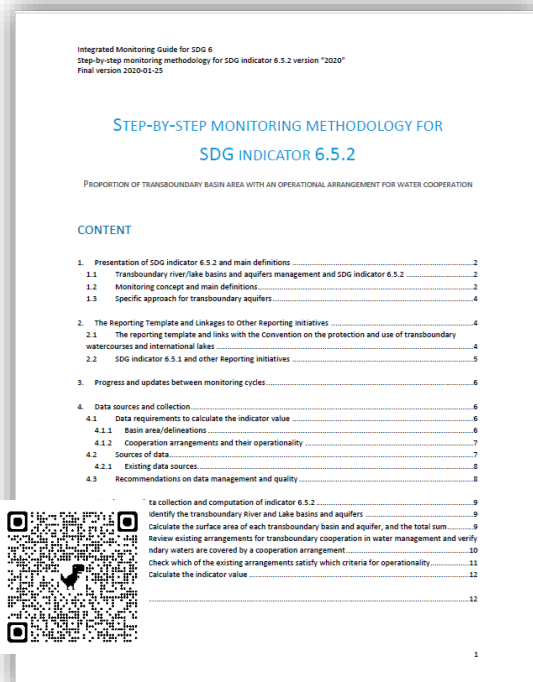 Integrated Monitoring Guide for SDG 6
Step-by-step monitoring methodology for SDG indicator 6.5.2 version “2020”
Final version 2020-01-25
STEP-BY-STEP MONITORING METHODOLOGY FOR
SDG INDICATOR 6.5.2
PROPORTION OF TRANSBOUNDARY BASIN AREA WITH AN OPERATIONAL ARRANGEMENT FOR WATER COOPERATION
CONTENT
1. Presentation of SDG indicator 6.5.2 and main definitions ...2
1.1 Transboundary river/lake basins and aquifers management and SDG indicator 6.5.2 ...2
1.2 Monitoring concept and main definitions...2
1.3 Specific approach for transboundary aquifers...4
2. The Reporting Template and Linkages to Other Reporting Initiatives ...4
2.1 The reporting template and links with the Convention on the protection and use of transboundary
watercourses and international lakes ...4
2.2 SDG indicator 6.5.1 and other Reporting initiatives ...5
3. Progress and updates between monitoring cycles...6
4. Data sources and collection...6
4.1 Data requirements to calculate the indicator value ...6
4.1.1 Basin area/delineations ...6
4.1.2 Cooperation arrangements and their operationality ...7
4.2 Sources of data...7
4.2.1 Existing data sources...8
4.3 Recommendations on data management and quality...8
ta collection and computation of indicator 6.5.2...9
dentify the transboundary River and Lake basins and aquifers ...9
Calculate the surface area of each transboundary basin and aquifer, and the total sum...9
Review existing arrangements for transboundary cooperation in water management and verify
ndary waters are covered by a cooperation arrangement...10
Check which of the existing arrangements satisfy which criteria for operationality...11
Calculate the indicator value ...12
...12
1